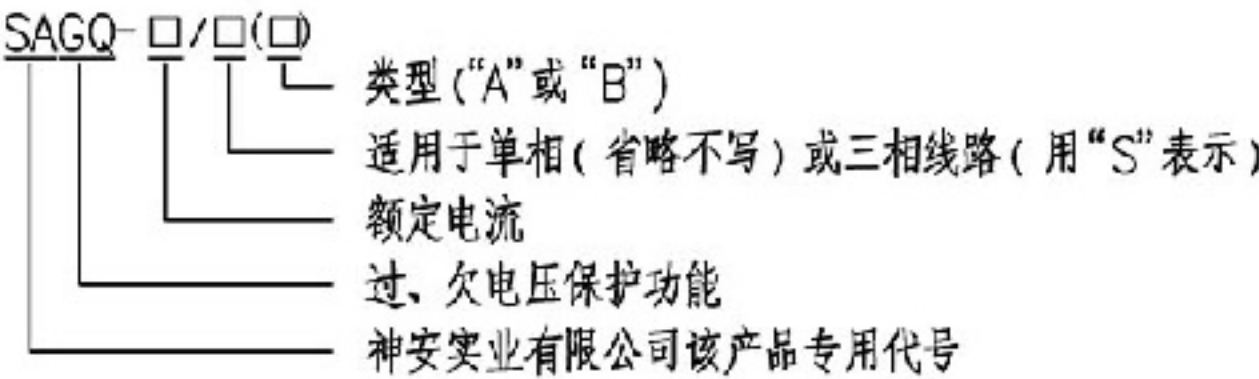 SAGQ-□/□(□)
类型(“A”或“B”)
适用于单相(省略不写)或三相线路(用“S”表示)
额定电流
过、欠电压保护功能
神安实业有限公司该产品专用代号